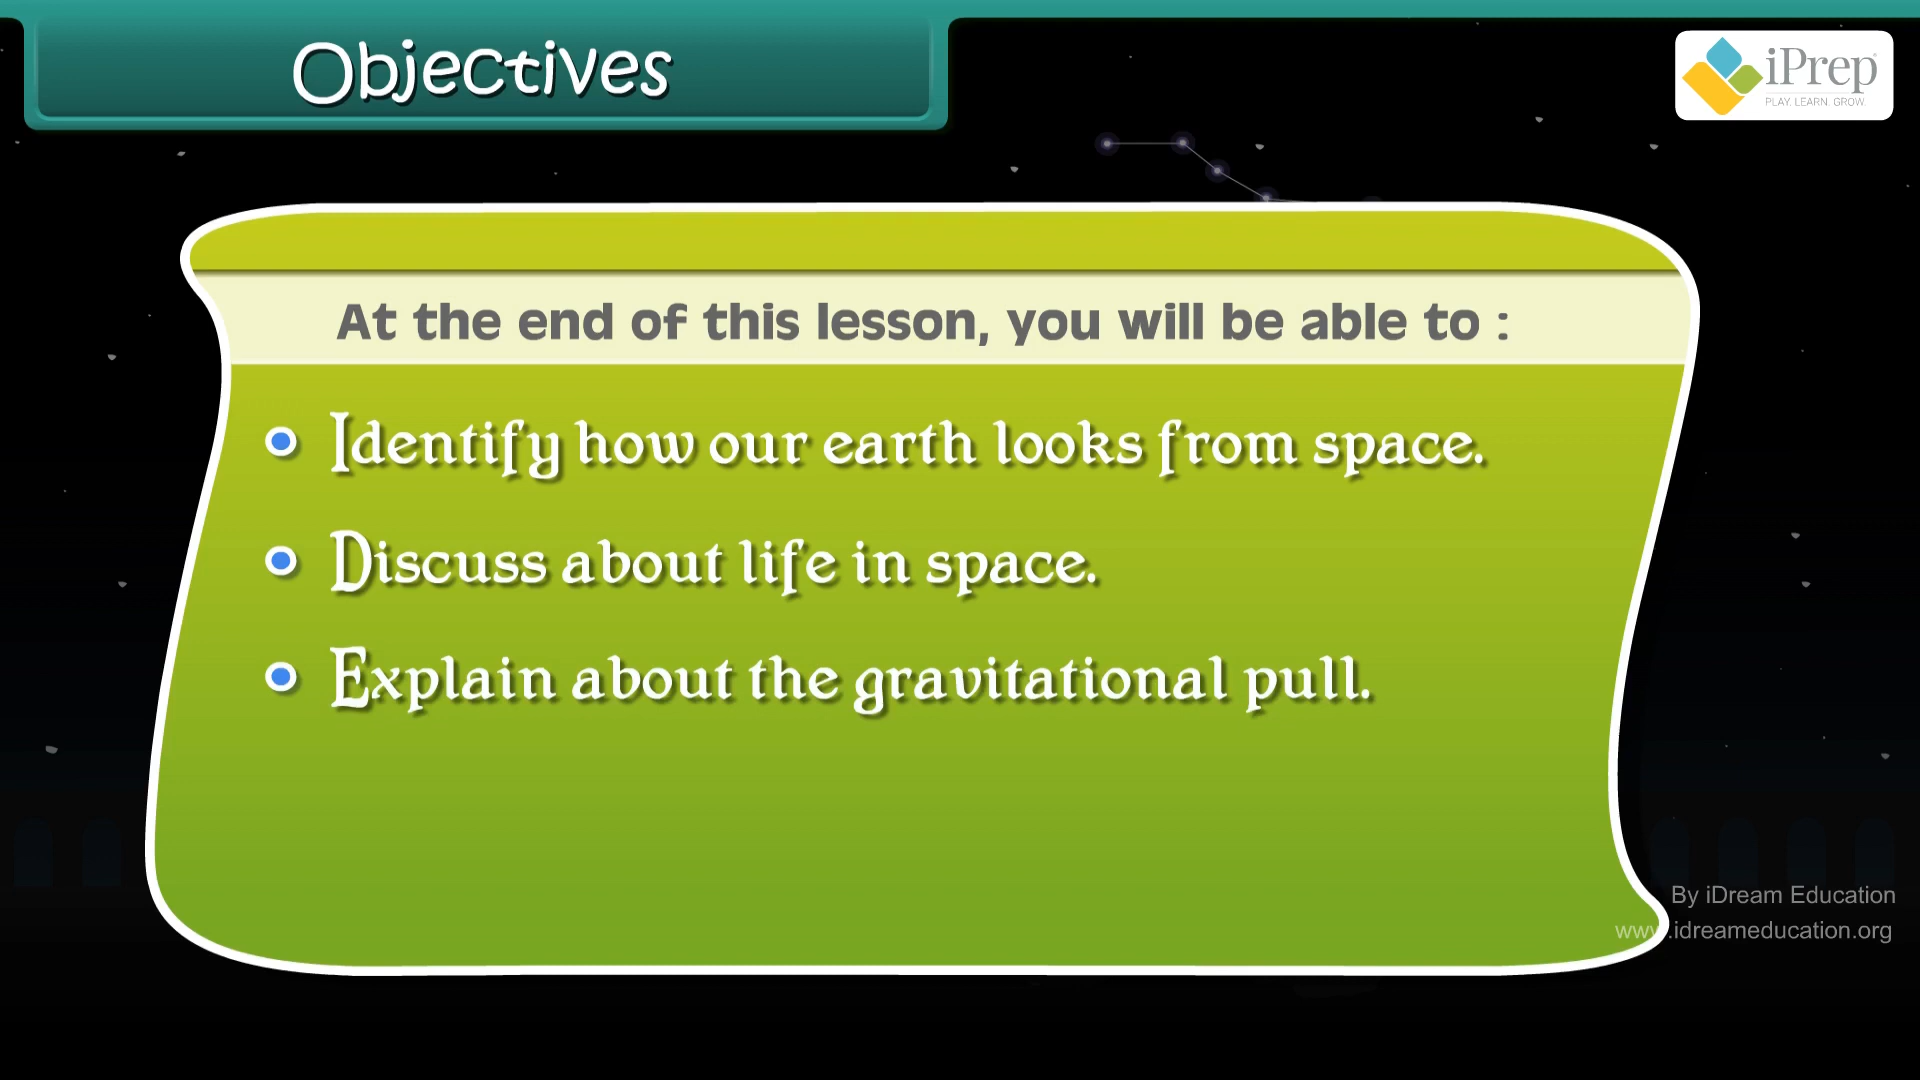 Objectives
iPrep
PLAY. LEARN. GROW.
At the end of this lesson, you will be able to :
Identify how our earth looks from space.
Discuss about life in space.
Explain about the gravitational pull.
By iDream Education
www.idreameducation.org